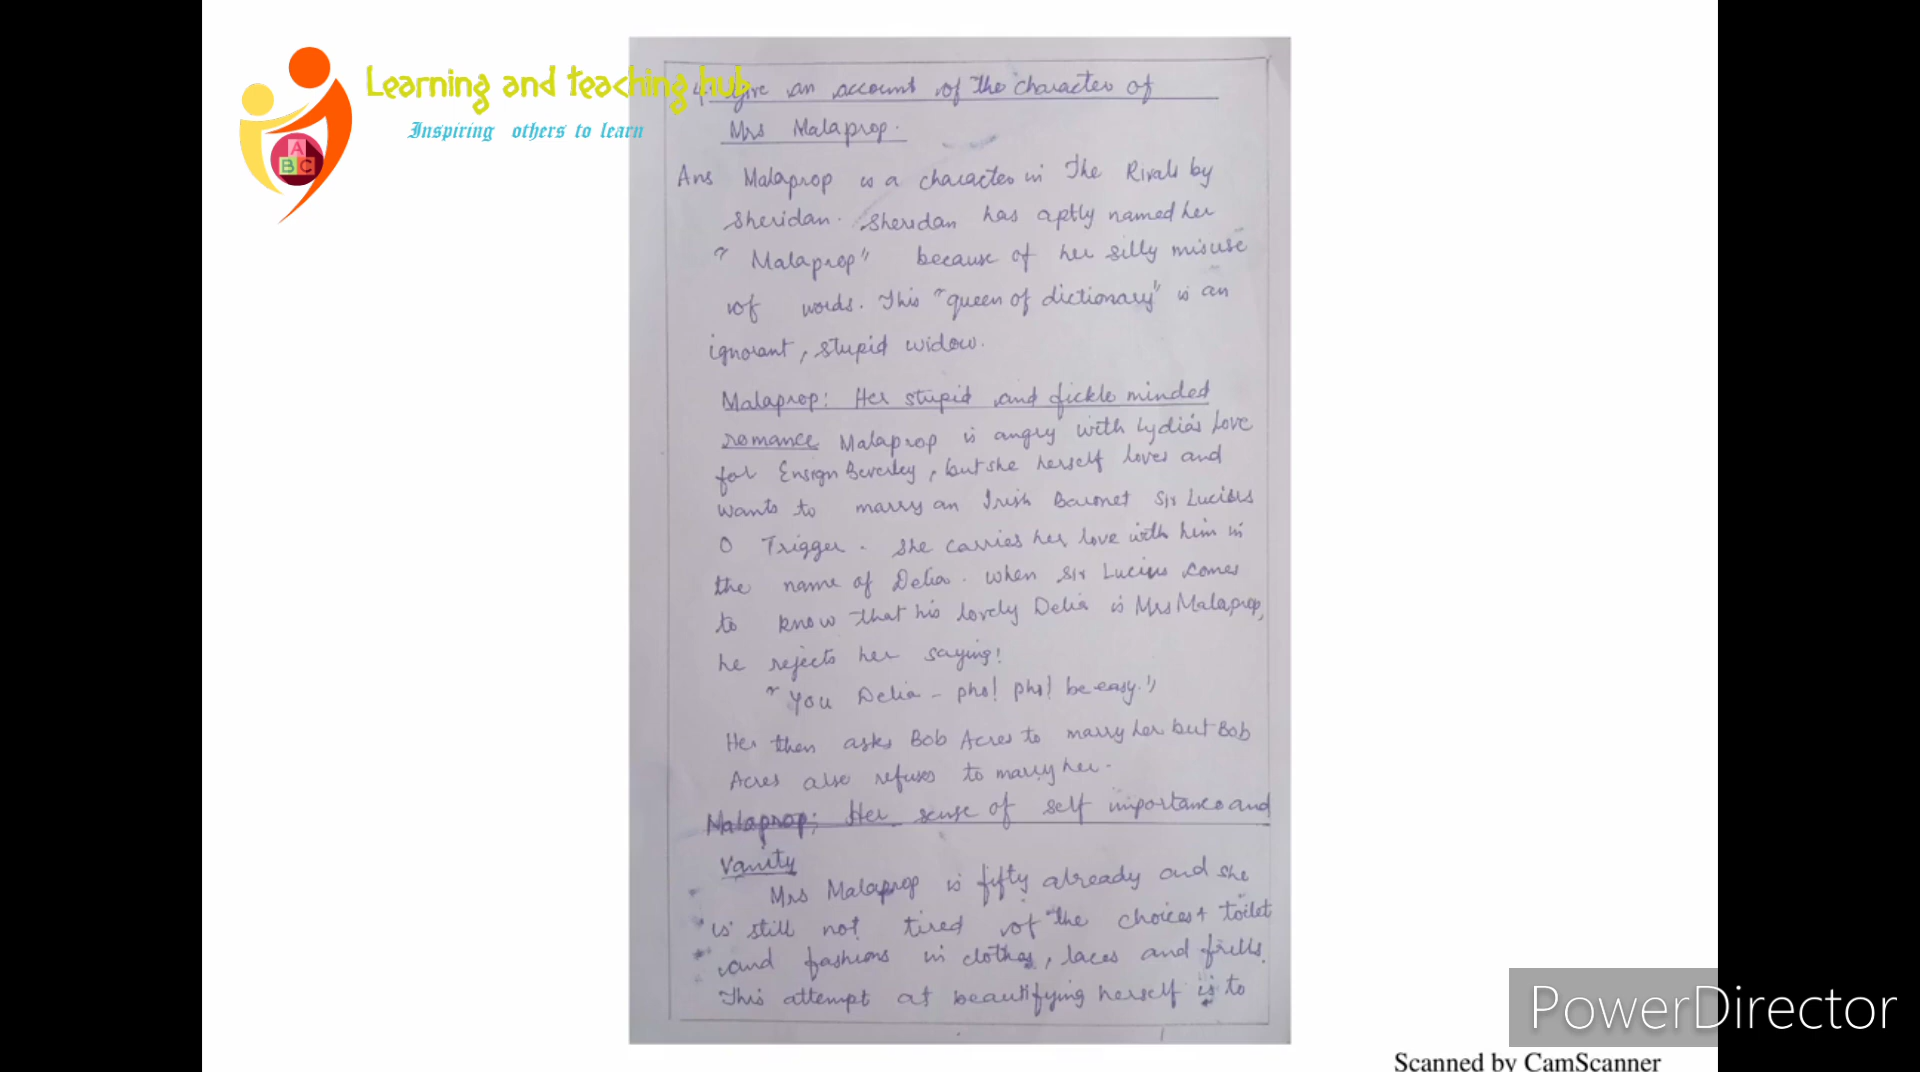 Learning and teaching hub
Inspiring others to learn
ABC
4. Give an account of the character of
Mrs Malaprop.
Ans Malaprop is a character in The Rivals by
Sheridan. Sheridan has aptly named her
"Malaprop" because of her silly misuse
of words. This "queen of dictionary" is an
ignorant, stupid widow.
Malaprop: Her stupid and fickle minded
romance Malaprop is angry with Lydia's love
for Ensign Beverley, but she herself loves and
wants to marry an Irish Baronet Sir Lucius
O Trigger. She carries her love with him in
the name of Delia. When Sir Lucius comes
to know that his lovely Delia is Mrs Malaprop,
he rejects her saying:
"You Delia - pho! pho! be easy."
Her then asks Bob Acres to marry her but Bob
Acres also refuses to marry her.
Malaprop: Her sense of self importance and
Vanity
Mrs Malaprop is fifty already and she
is still not tired of the choicest toilet
and fashions in clothes, laces and frills.
This attempt at beautifying herself is to
PowerDirector
Scanned by CamScanner